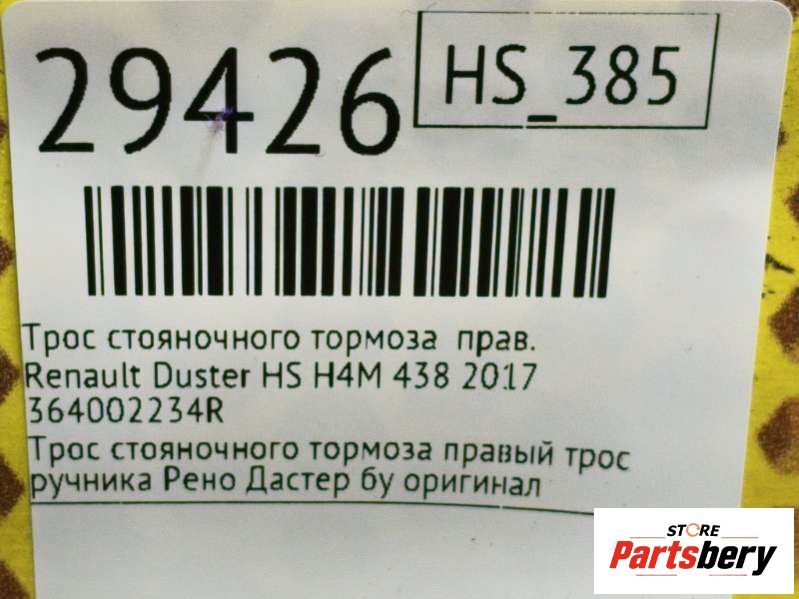 29426
HS_385
Трос стояночного тормоза прав.
Renault Duster HS H4M 438 2017
364002234R
Трос стояночного тормоза правый трос
ручника Рено Дастер бу оригинал
STORE
Partsbery